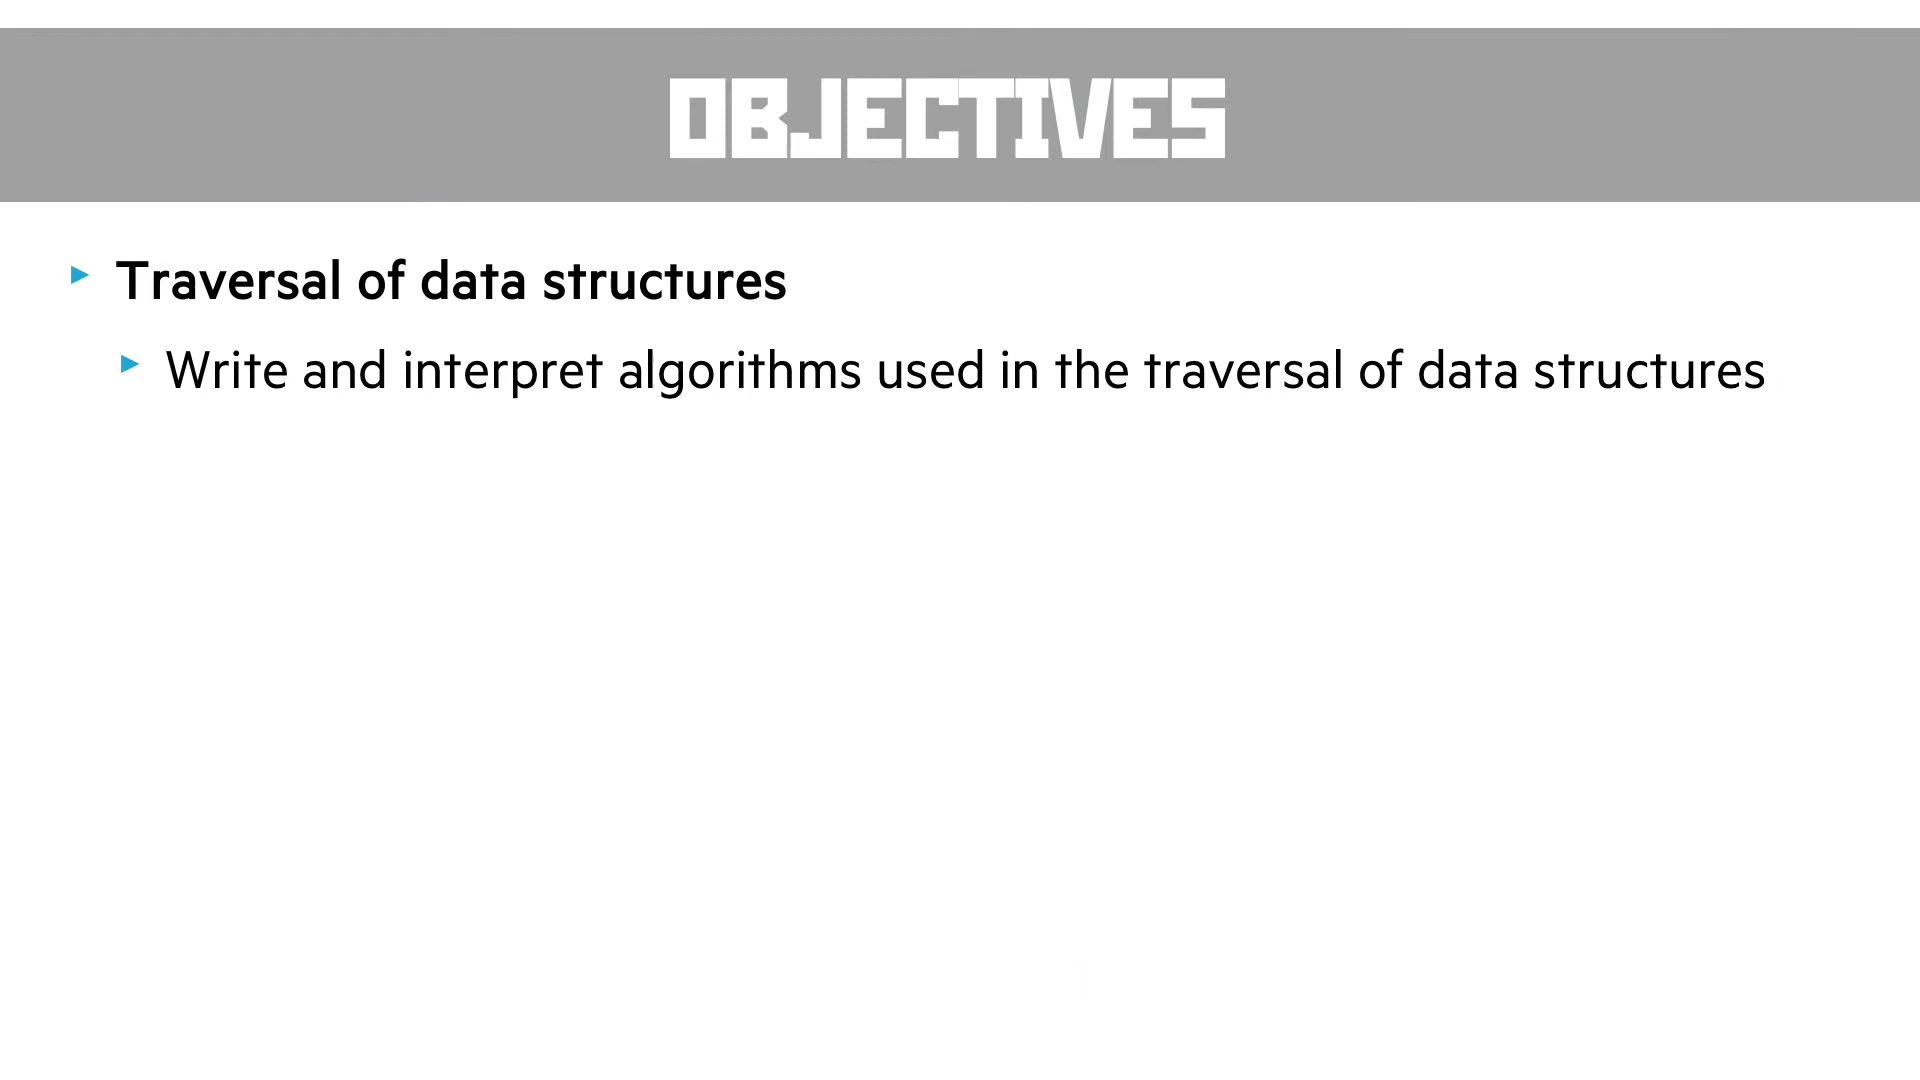 OBJECTIVES
Traversal of data structures
Write and interpret algorithms used in the traversal of data structures